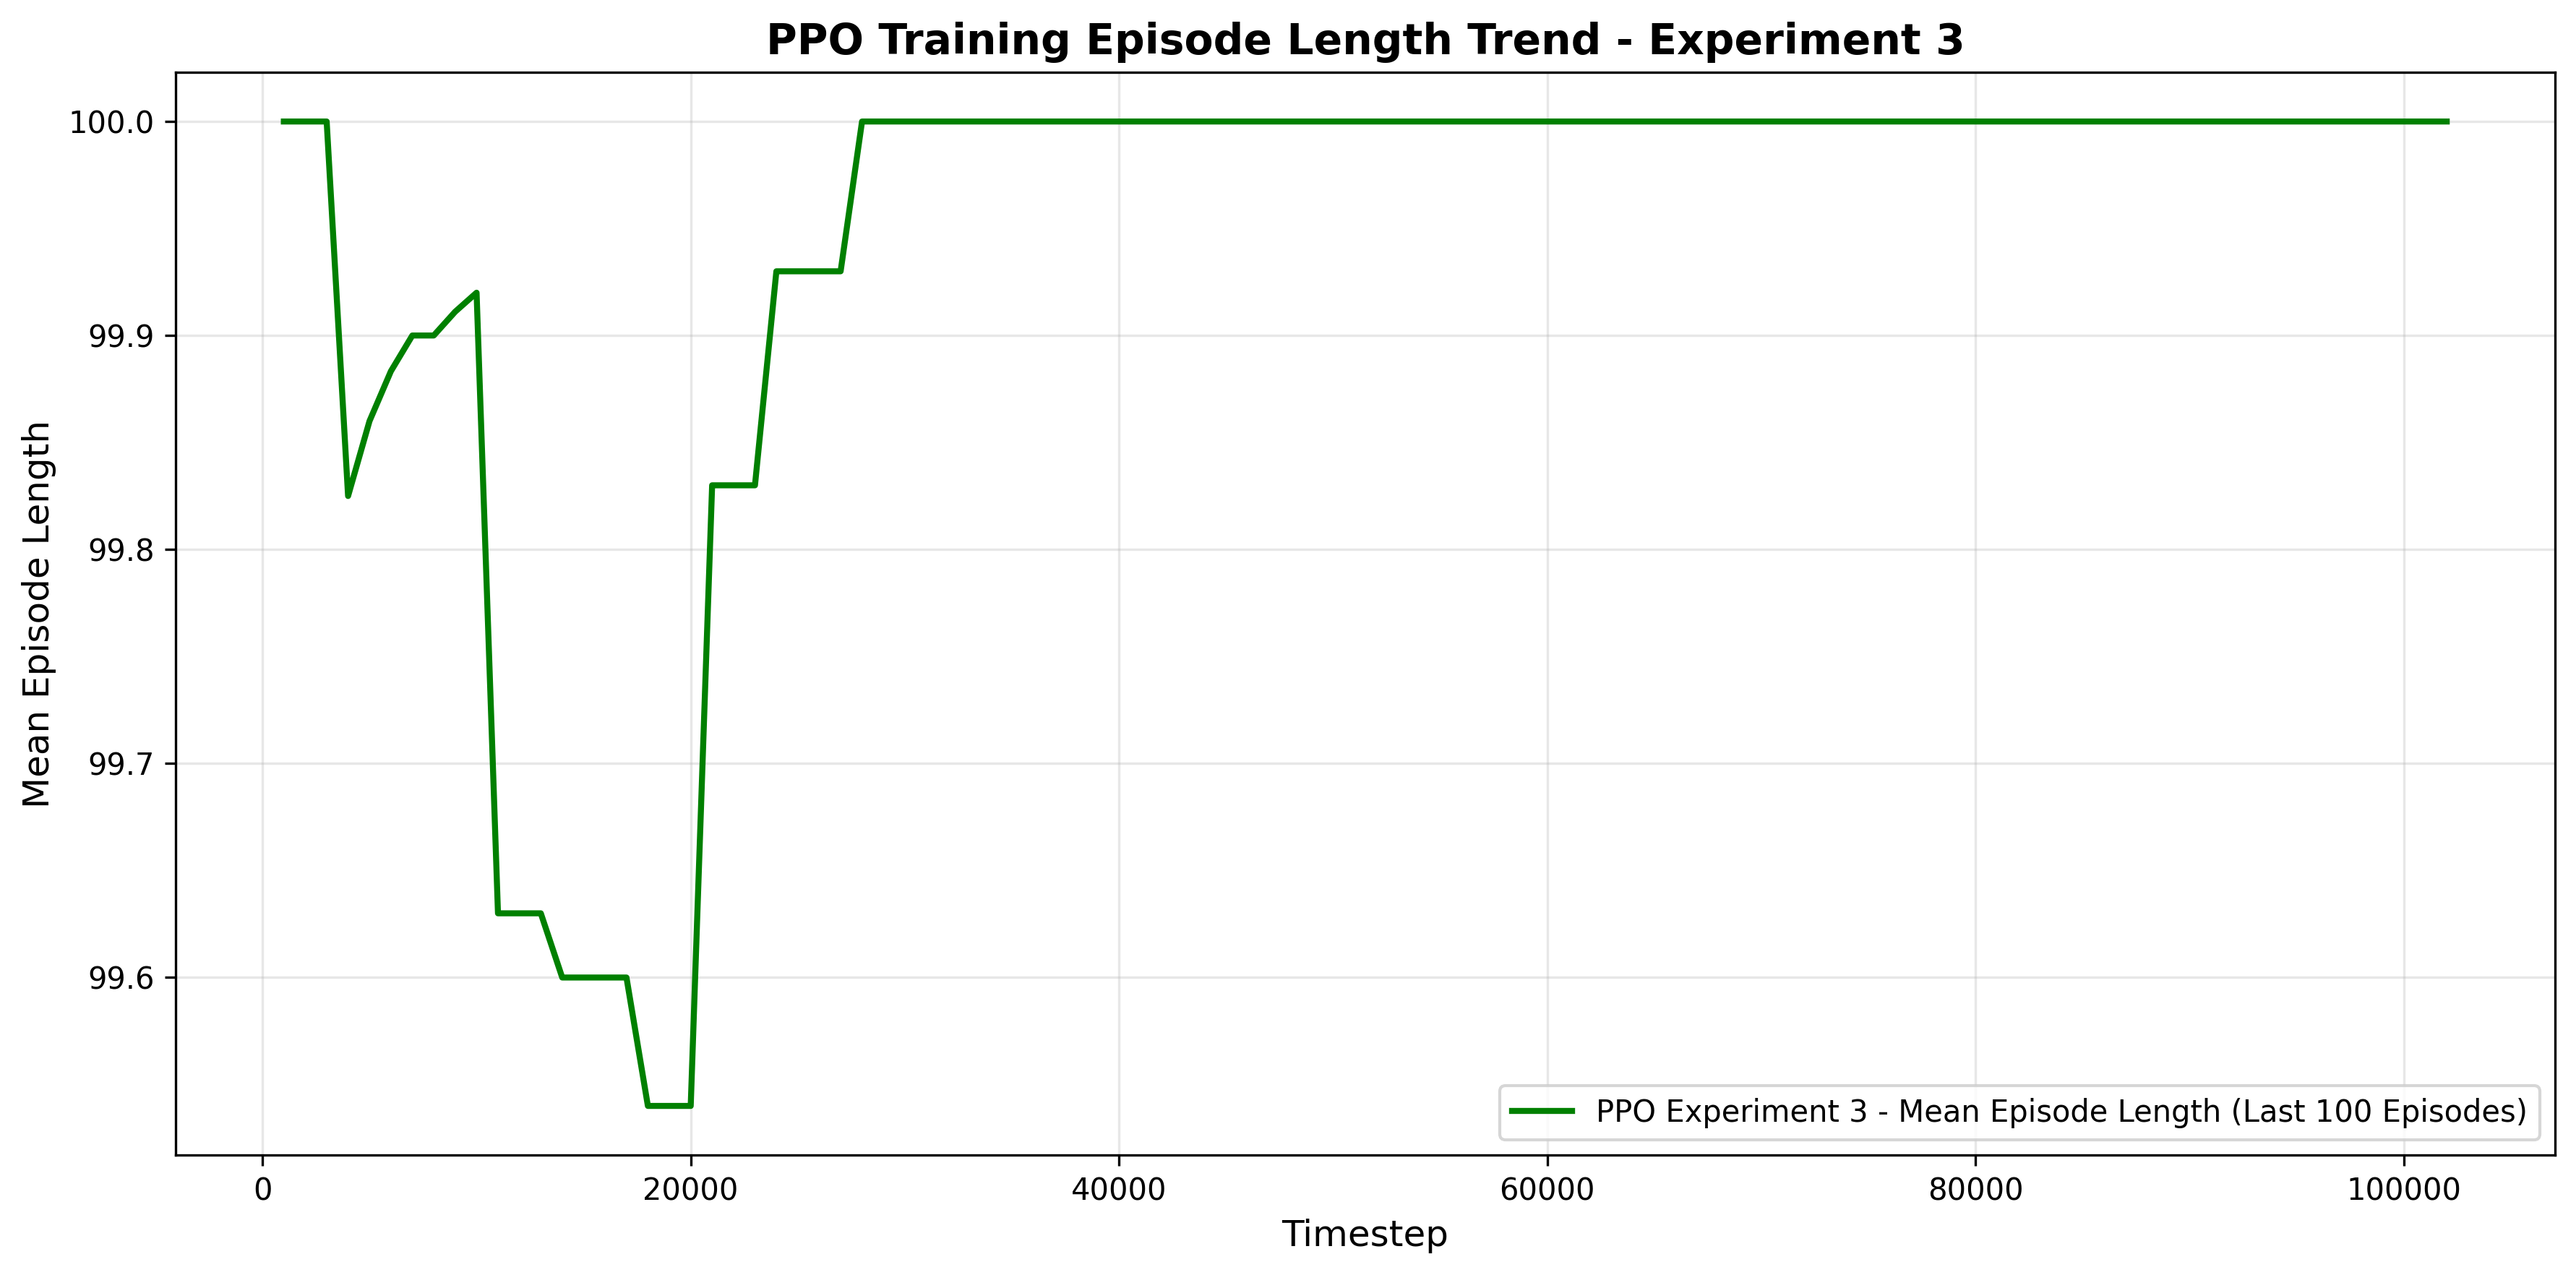 PPO Training Episode Length Trend - Experiment 3
Mean Episode Length
100.0
99.9
99.8
99.7
99.6
0 20000 40000 60000 80000 100000
Timestep
PPO Experiment 3 - Mean Episode Length (Last 100 Episodes)